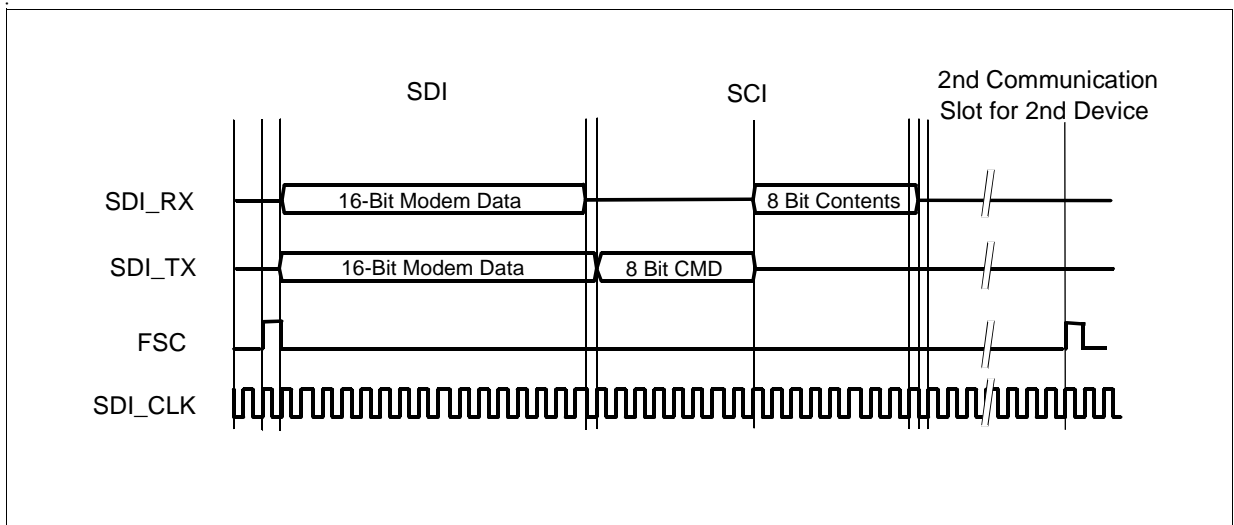 SDI
SCI
2nd Communication
Slot for 2nd Device
SDI_RX
16-Bit Modem Data
8 Bit Contents
SDI_TX
16-Bit Modem Data
8 Bit CMD
FSC
SDI_CLK